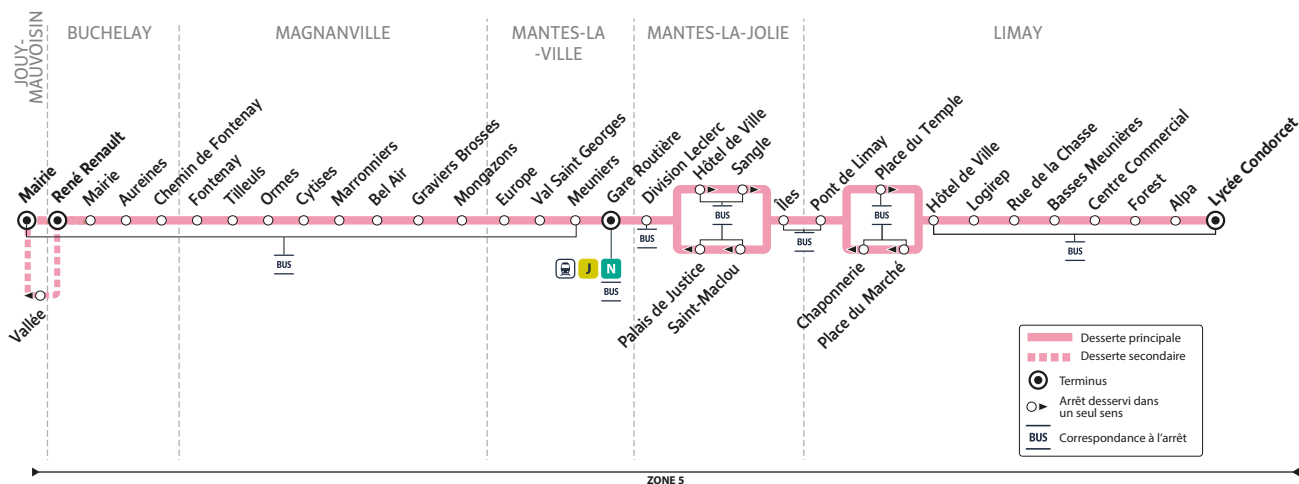 JOUY-
MAUVOISIN
BUCHELAY
MAGNANVILLE
MANTES-LA
-VILLE
MANTES-LA-JOLIE
LIMAY
Mairie
René Renault
Mairie
Aureines
Chemin de Fontenay
Fontenay
Tilleuls
Ormes
Cytises
Marronniers
Bel Air
Graviers Brosses
Mongazons
Europe
Val Saint Georges
Meuniers
Gare Routière
Division Leclerc
Hôtel de Ville
Sangle
Îles
Pont de Limay
Place du Temple
Hôtel de Ville
Logirep
Rue de la Chasse
Basses Meunières
Centre Commercial
Forest
Alpa
Lycée Condorcet
BUS
BUS
BUS
BUS
BUS
BUS
J
N
BUS
Vallée
Palais de Justice
Saint-Maclou
Chaponnerie
Place du Marché
Desserte principale
Desserte secondaire
Terminus
Arrêt desservi dans
un seul sens
BUS
Correspondance à l'arrêt
ZONE 5